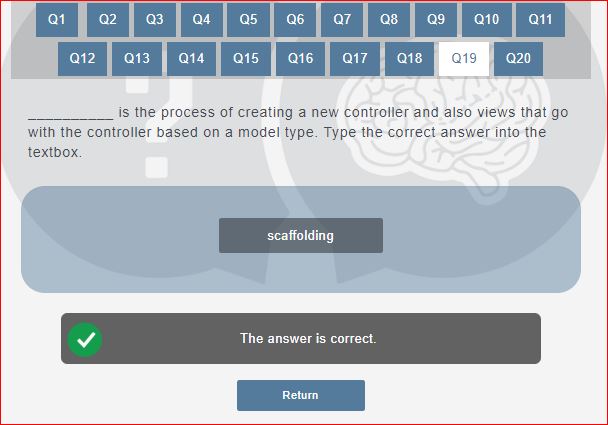 Q1 Q2 Q3 Q4 Q5 Q6 Q7 Q8 Q9 Q10 Q11
Q12 Q13 Q14 Q15 Q16 Q17 Q18 Q19 Q20
__________ is the process of creating a new controller and also views that go
with the controller based on a model type. Type the correct answer into the
textbox.
scaffolding
The answer is correct.
Return